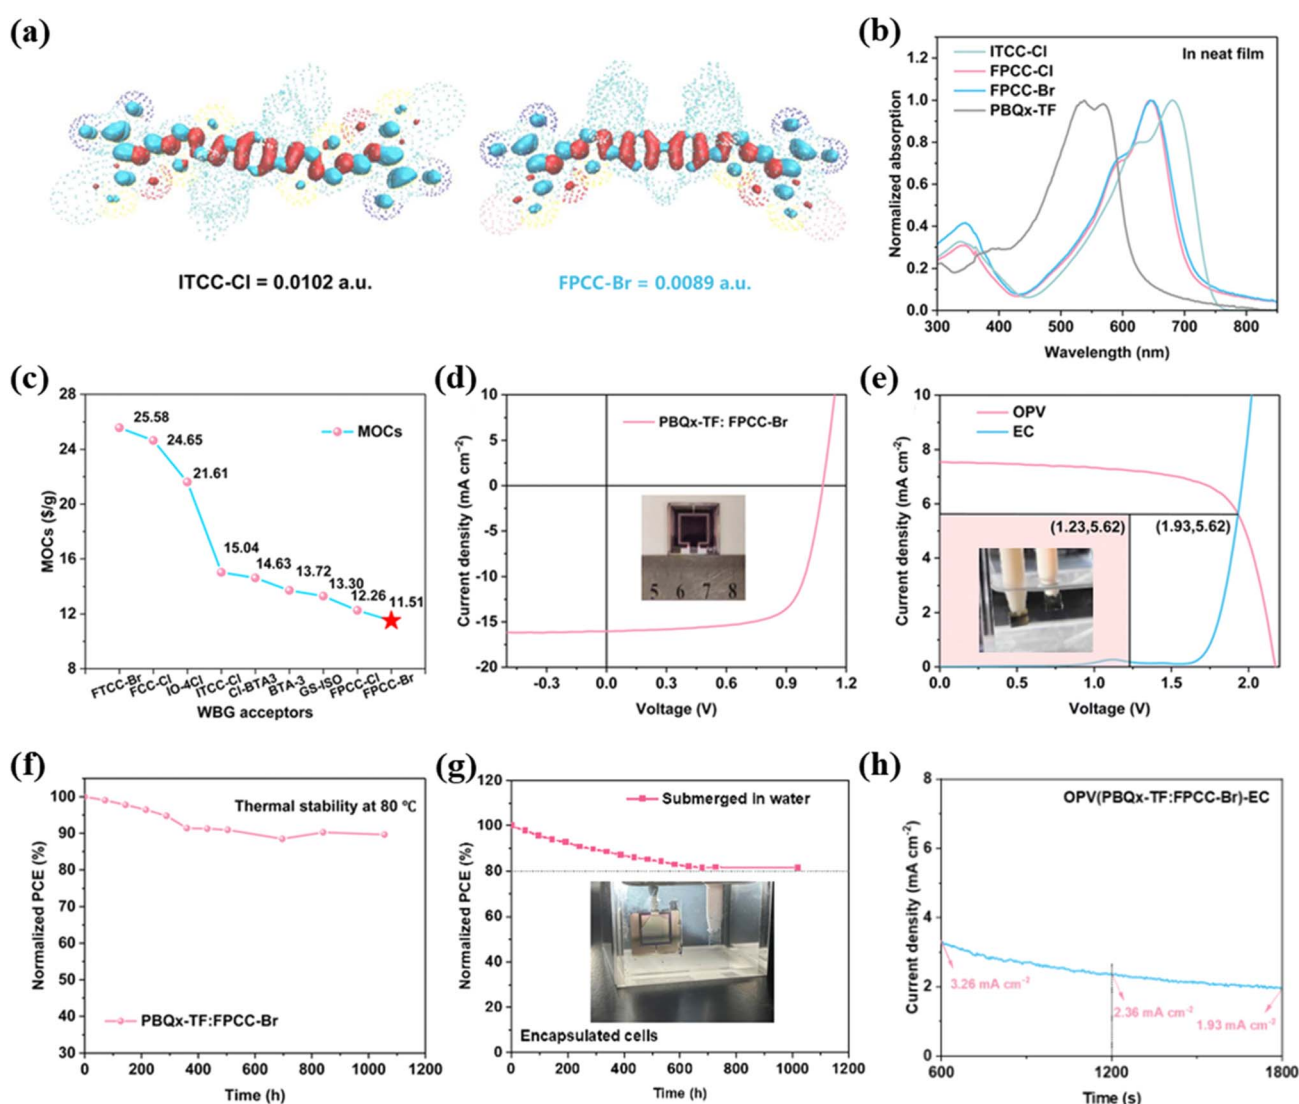 (a)
ITCC-Cl = 0.0102 a.u.
FPCC-Br = 0.0089 a.u.
(b)
ITCC-Cl
FPCC-Cl
FPCC-Br
PBQx-TF
In neat film
Normalized absorption
1.2
1.0
0.8
0.6
0.4
0.2
0.0
300 400 500 600 700 800
Wavelength (nm)
(c)
MOCs ($/g)
28
24
20
16
12
8
25.58
24.65
21.61
15.04
14.63
13.72
13.30
12.26
11.51
MOCs
FTCC-Br
FCC-Cl
IO-4Cl
ITCC-Cl
Cl-BTA3
BTA-3
GS-ISO
FPCC-Cl
FPCC-Br
WBG acceptors
(d)
Current density (mA cm⁻²)
10
5
0
-5
-10
-15
-20
PBQx-TF: FPCC-Br
5 6 7 8
-0.3 0.0 0.3 0.6 0.9 1.2
Voltage (V)
(e)
Current density (mA cm⁻²)
10
8
6
4
2
0
OPV
EC
(1.23,5.62)
(1.93,5.62)
0.0 0.5 1.0 1.5 2.0
Voltage (V)
(f)
Normalized PCE (%)
100
90
80
70
60
50
40
30
Thermal stability at 80 ℃
PBQx-TF:FPCC-Br
0 200 400 600 800 1000 1200
Time (h)
(g)
Normalized PCE (%)
120
100
80
60
40
20
0
Submerged in water
Encapsulated cells
0 200 400 600 800 1000 1200
Time (h)
(h)
Current density (mA cm⁻²)
8
6
4
2
0
OPV(PBQx-TF:FPCC-Br)-EC
3.26 mA cm⁻²
2.36 mA cm⁻²
1.93 mA cm⁻²
600 1200 1800
Time (s)